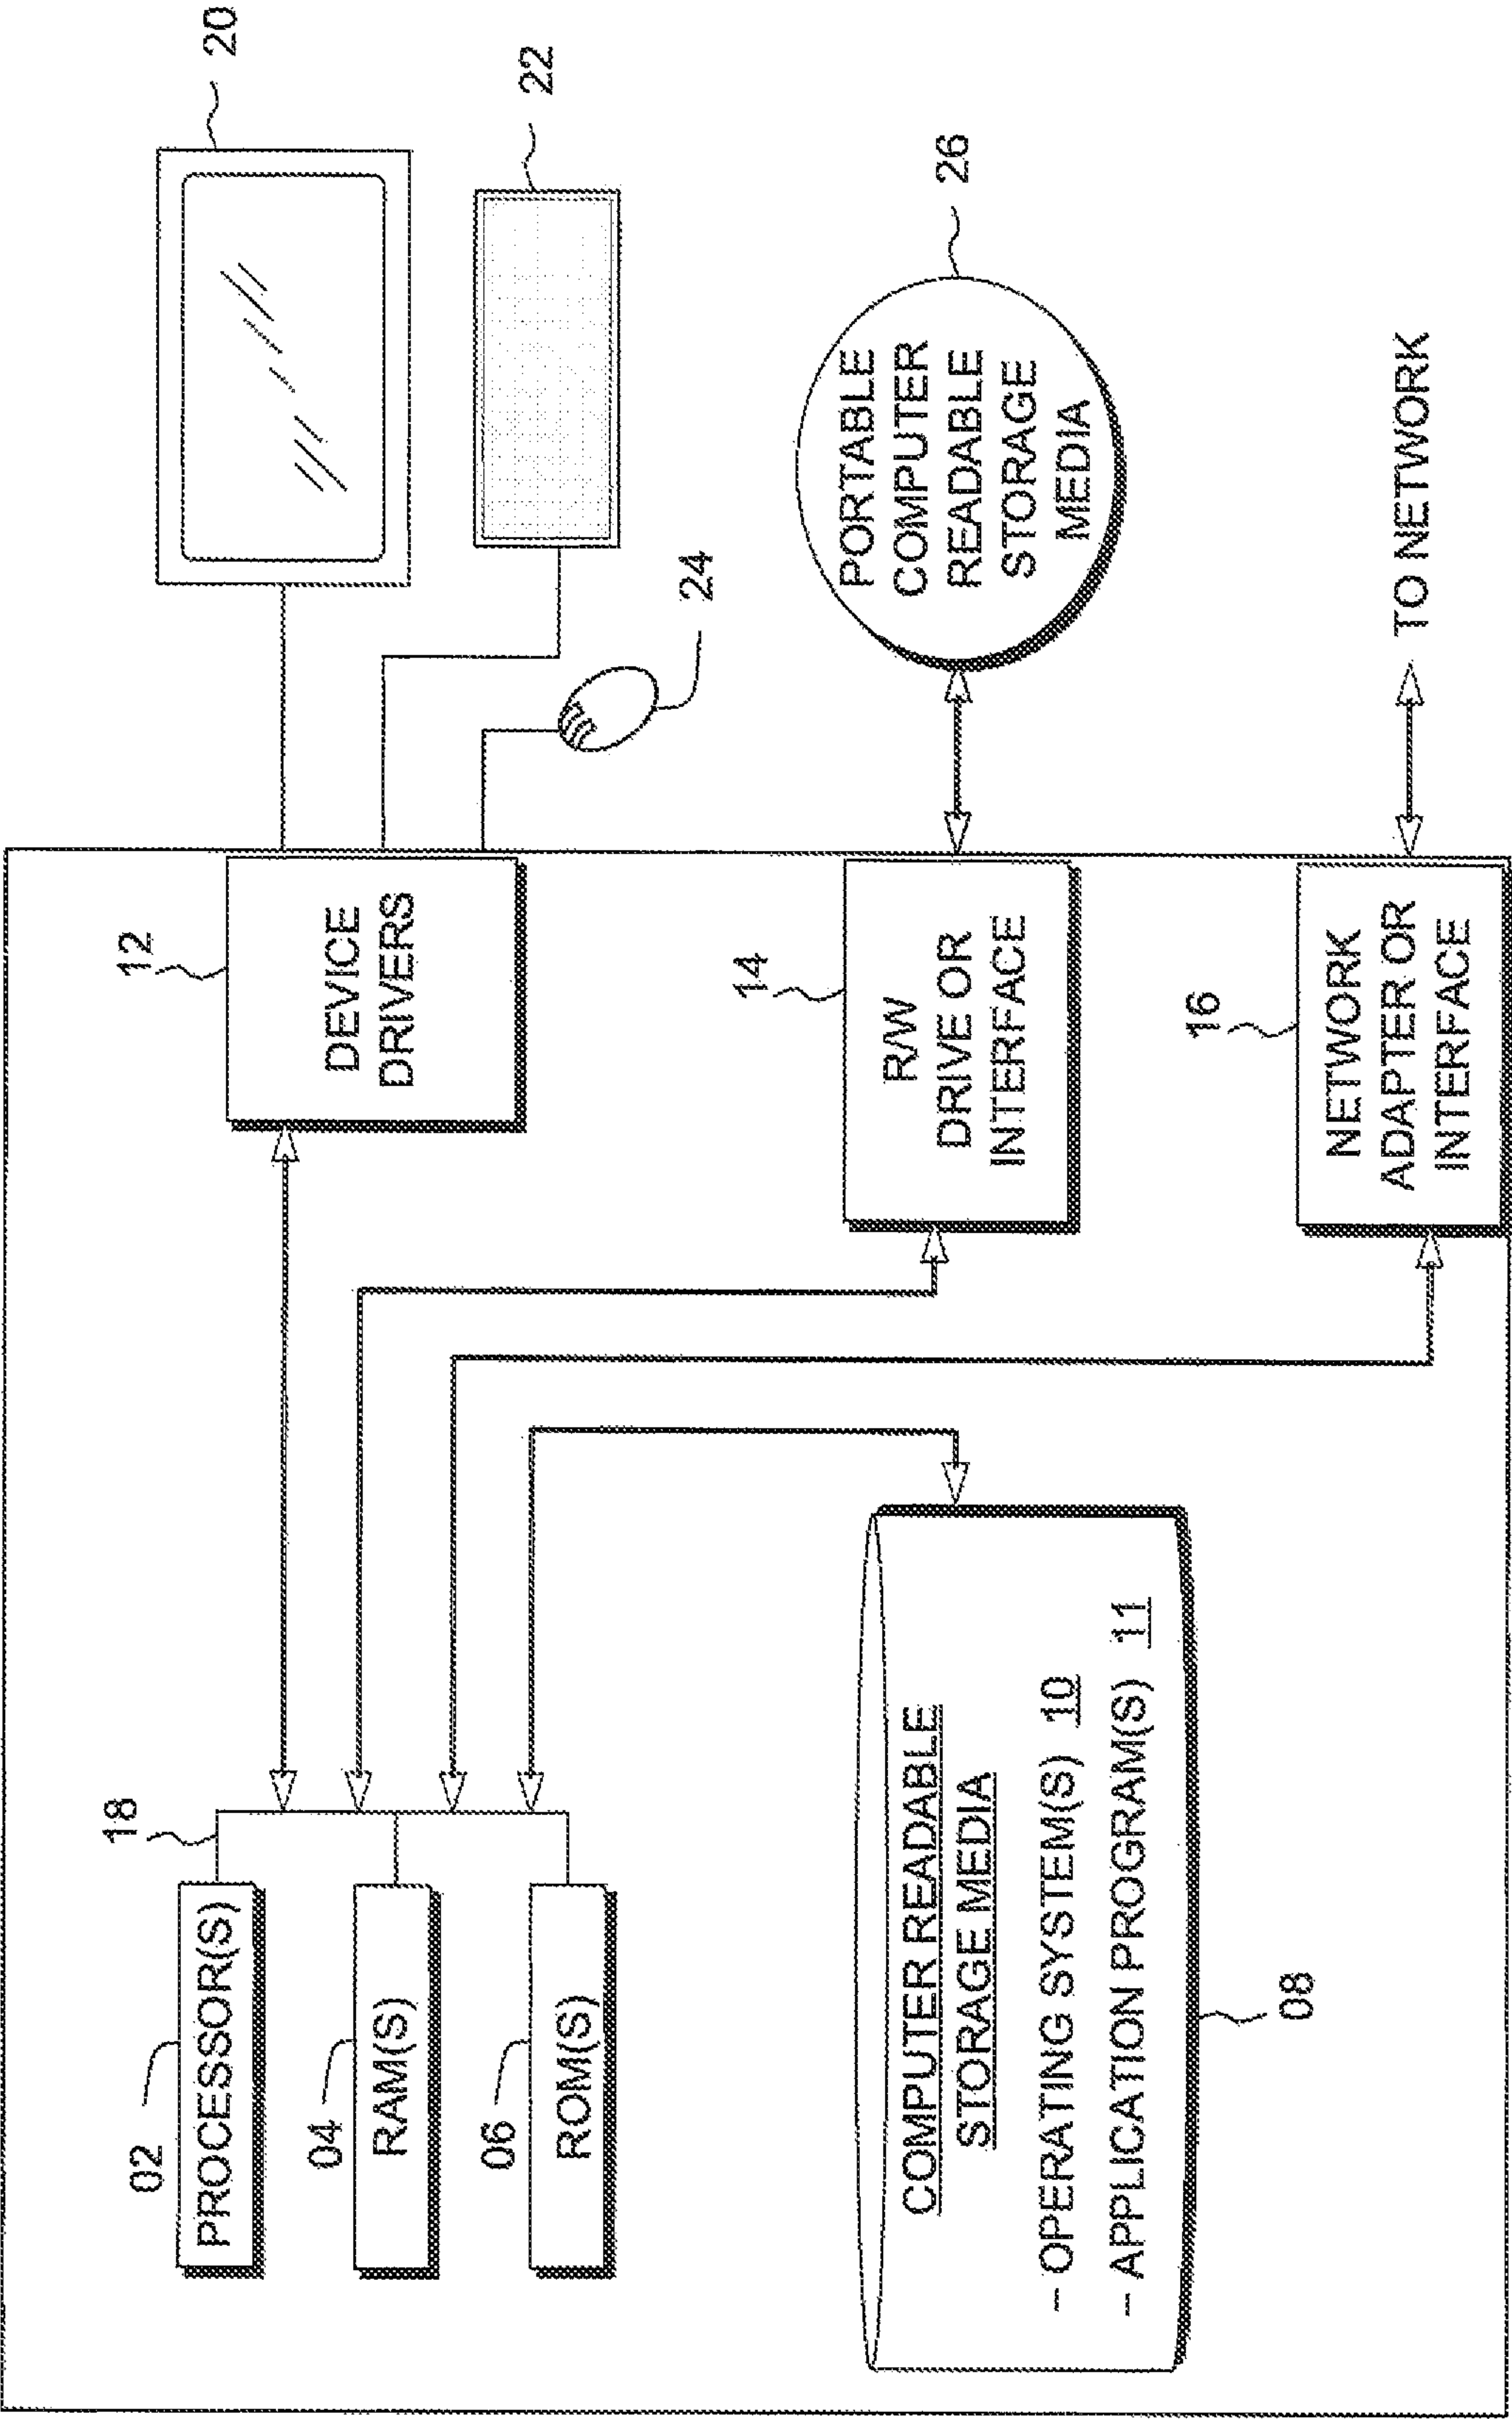 02
PROCESSOR(S)
18
04
RAM(S)
06
ROM(S)
12
DEVICE
DRIVERS
20
22
24
14
R/W
DRIVE OR
INTERFACE
26
PORTABLE
COMPUTER
READABLE
STORAGE
MEDIA
COMPUTER READABLE
STORAGE MEDIA
– OPERATING SYSTEM(S) 10
– APPLICATION PROGRAM(S) 11
08
16
NETWORK
ADAPTER OR
INTERFACE
TO NETWORK